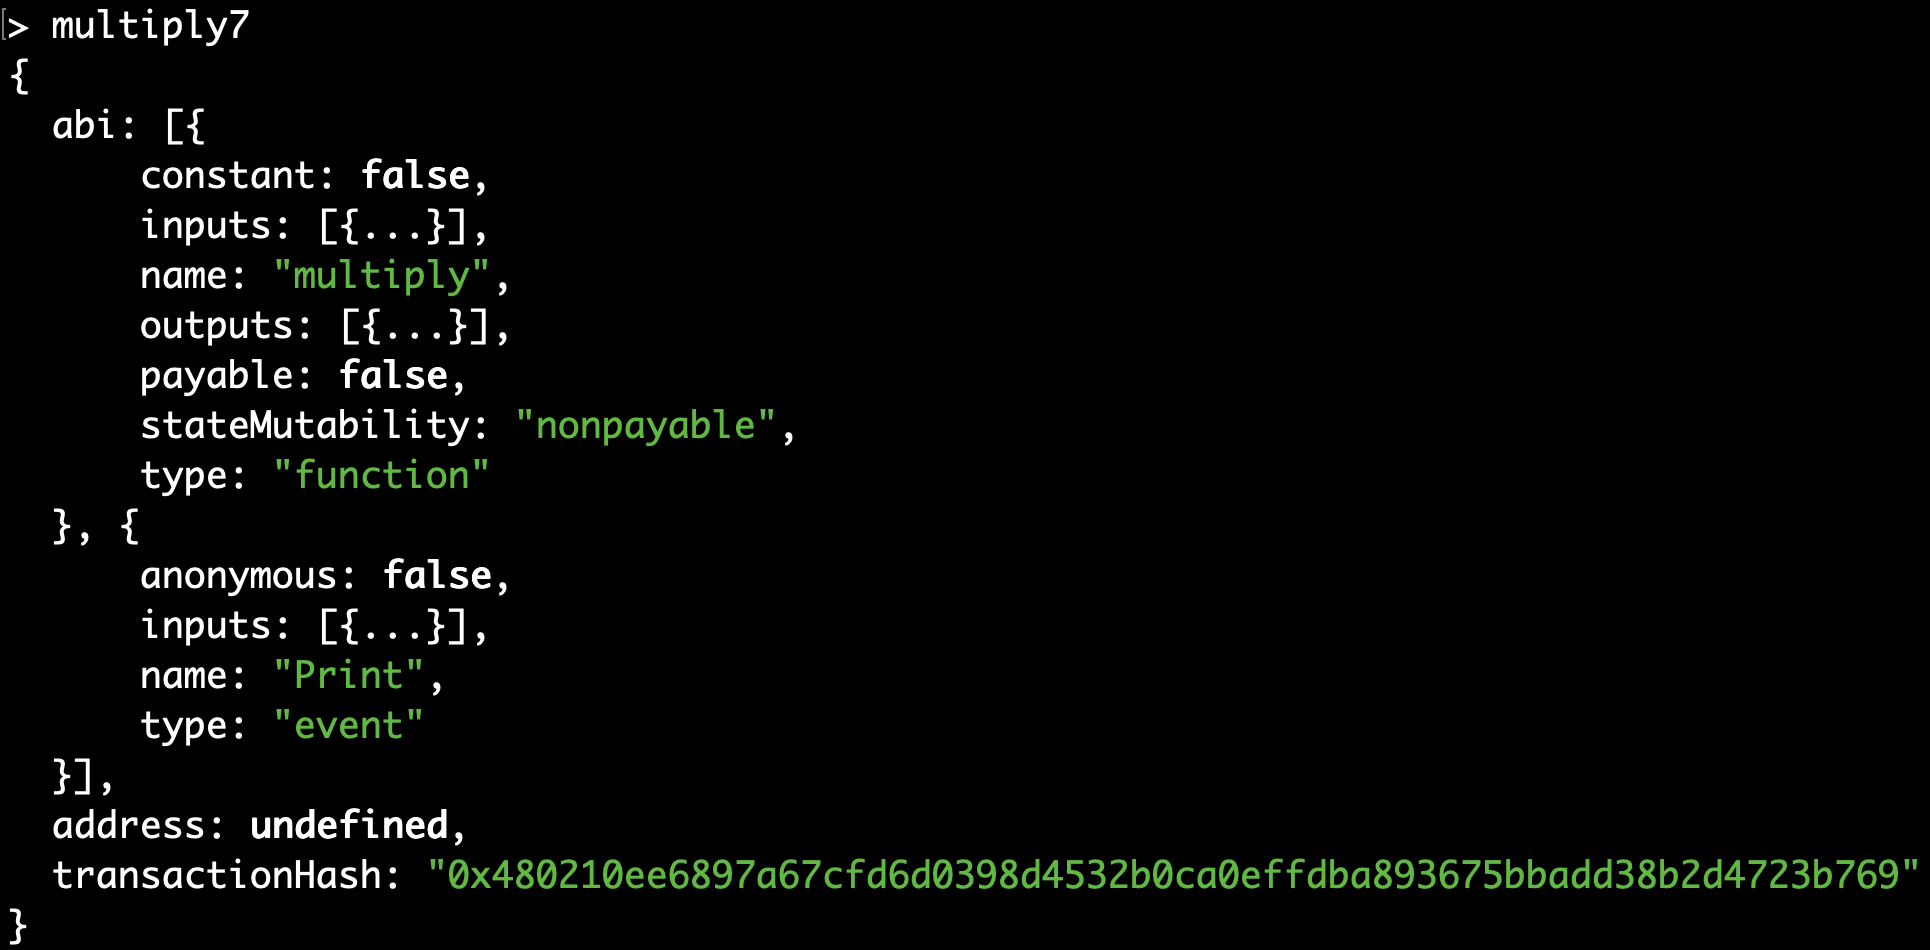 > multiply7
{
  abi: [{
      constant: false,
      inputs: [{...}],
      name: "multiply",
      outputs: [{...}],
      payable: false,
      stateMutability: "nonpayable",
      type: "function"
  }, {
      anonymous: false,
      inputs: [{...}],
      name: "Print",
      type: "event"
  }],
  address: undefined,
  transactionHash: "0x480210ee6897a67cfd6d0398d4532b0ca0effdba893675bbadd38b2d4723b769"
}